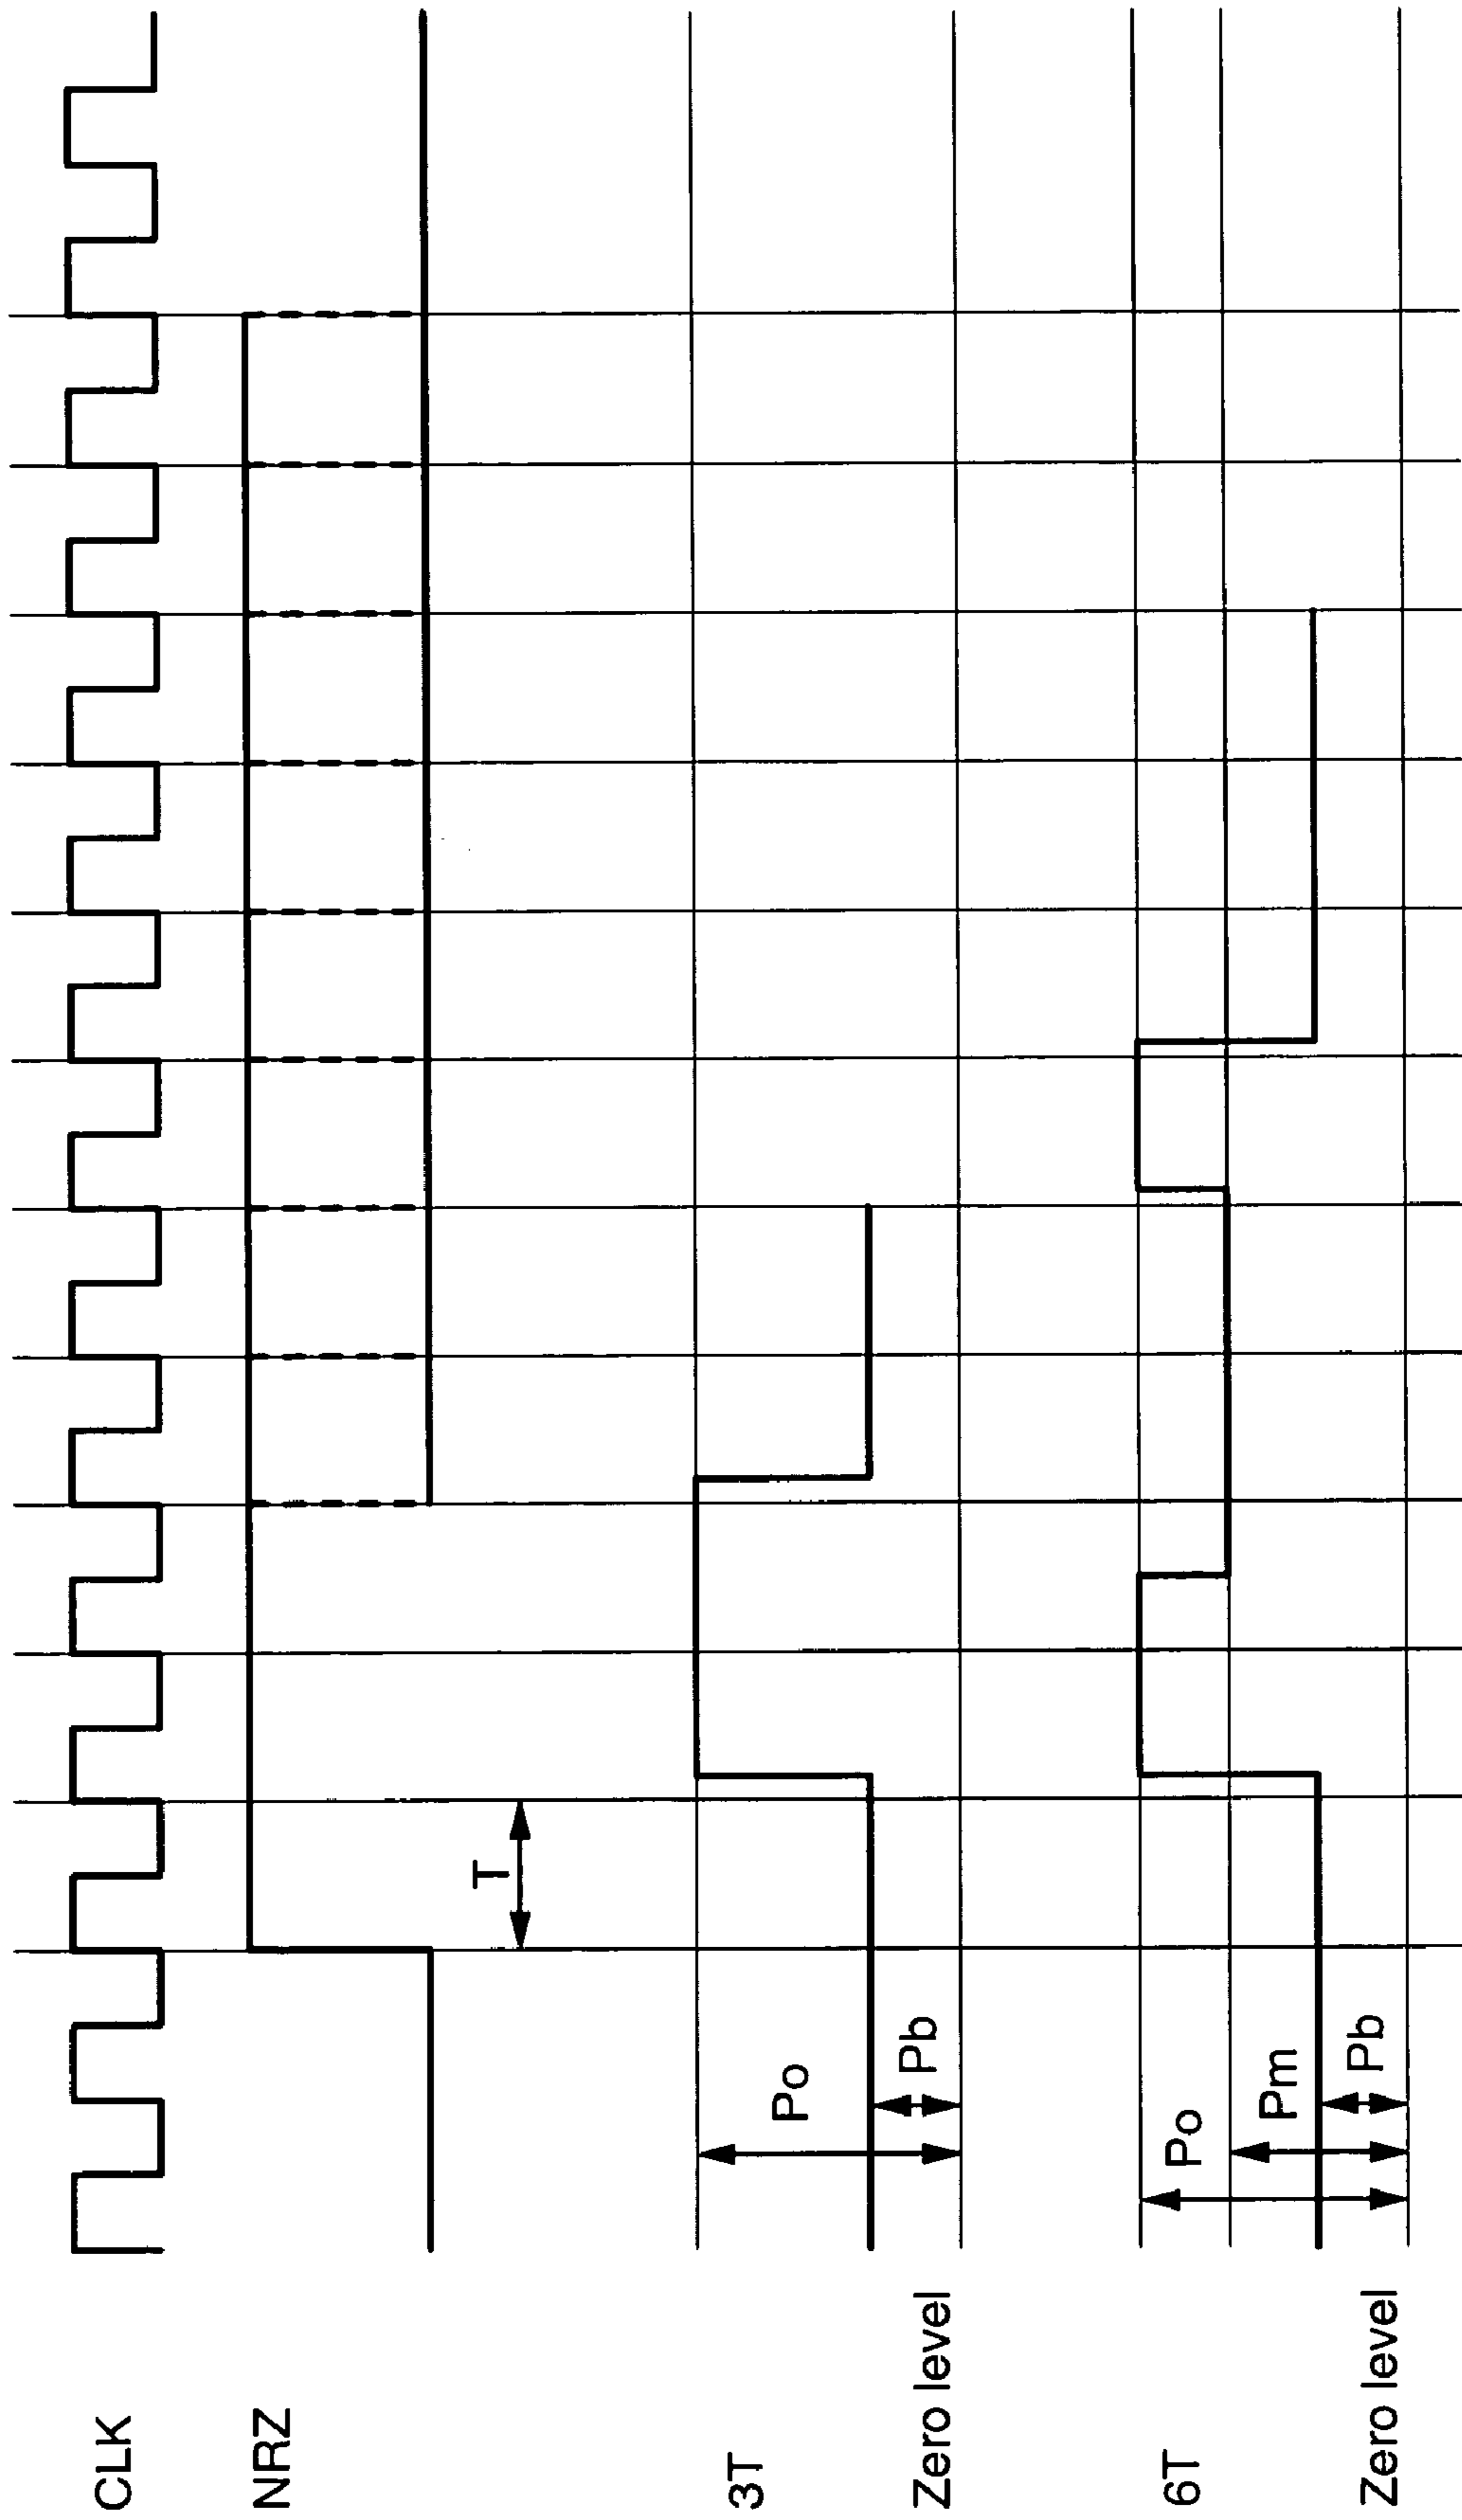 CLK
NRZ
T
3T
Po
Pb
Zero level
6T
Po
Pm
Pb
Zero level